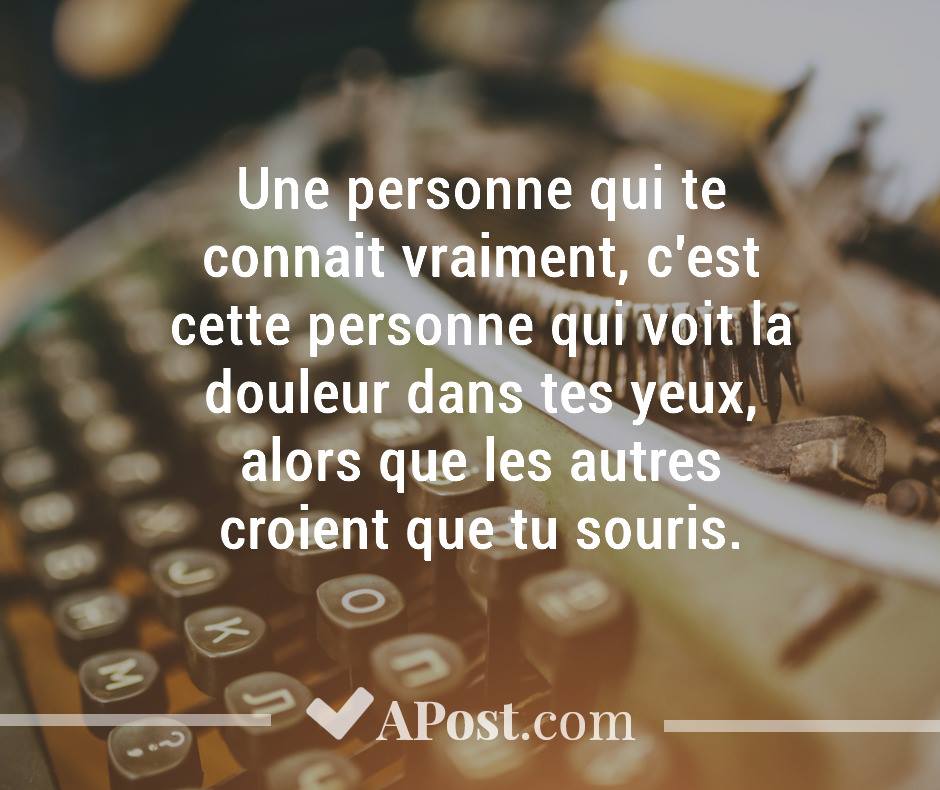 Une personne qui te
connait vraiment, c'est
cette personne qui voit la
douleur dans tes yeux,
alors que les autres
croient que tu souris.
J
K
O
M
Л
П
APost.com